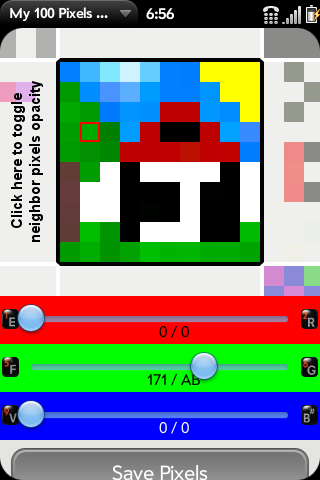 My 100 Pixels ...
6:56
Click here to toggle
neighbor pixels opacity
E
0 / 0
2 R
F
171 / AB
G
V
0 / 0
B #
Save Pixels